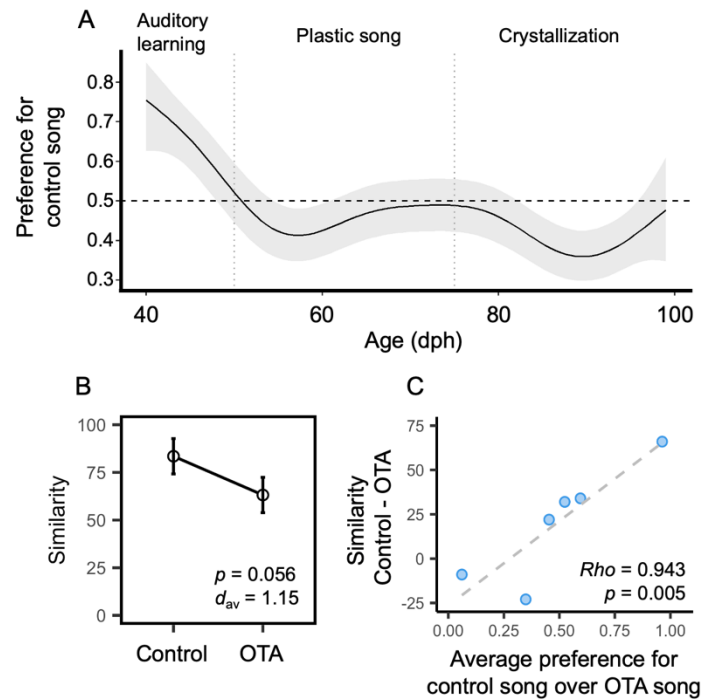 A
Auditory
learning
Plastic song
Crystallization
Preference for
control song
0.8
0.7
0.6
0.5
0.4
0.3
40
60
80
100
Age (dph)
B
Similarity
100
75
50
25
0
p = 0.056
dav = 1.15
Control
OTA
C
Similarity
Control - OTA
75
50
25
0
-25
Rho = 0.943
p = 0.005
0.00
0.25
0.50
0.75
1.00
Average preference for
control song over OTA song